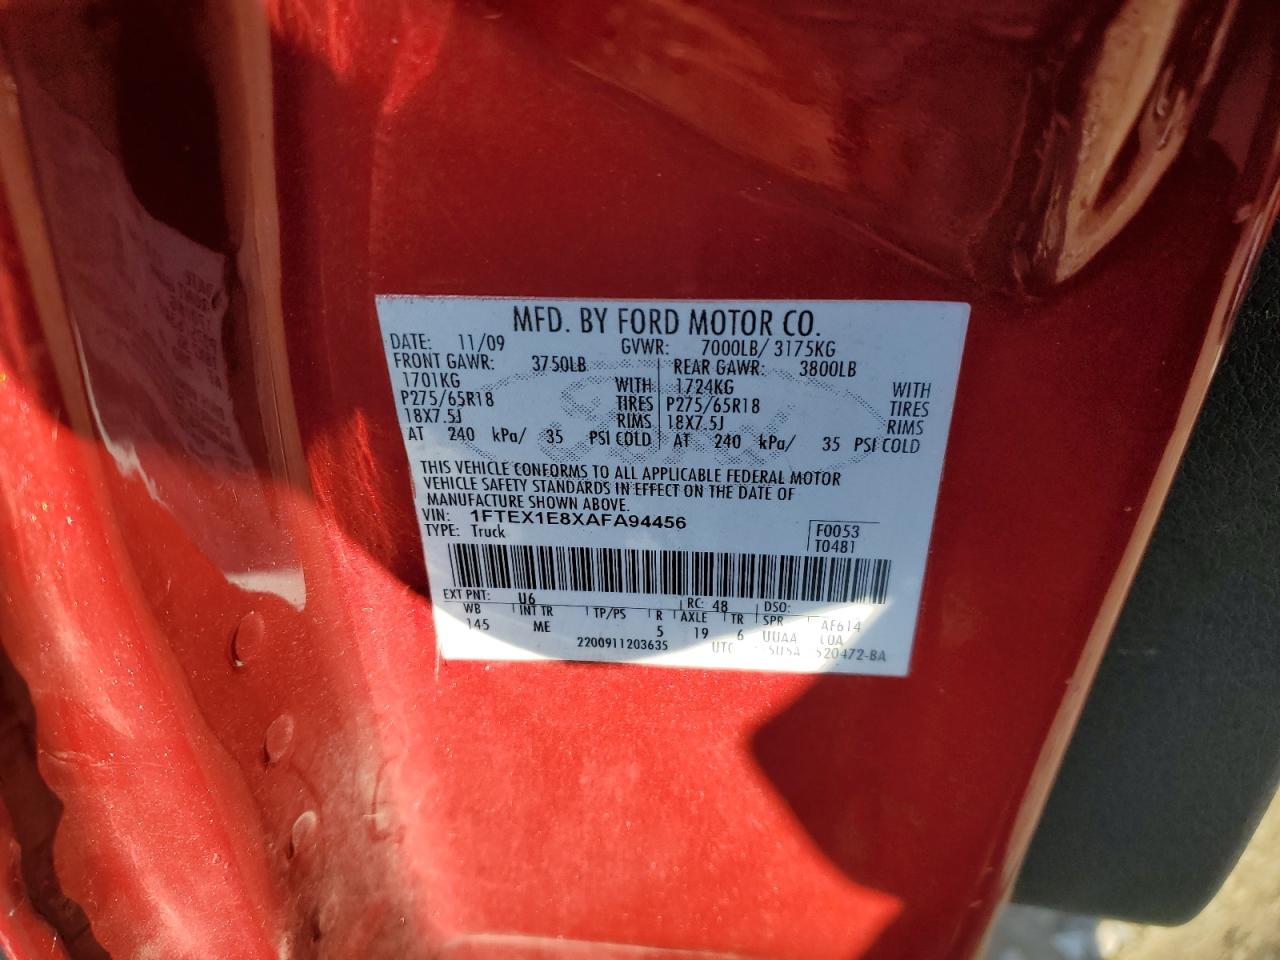 MFD. BY FORD MOTOR CO.
DATE: 11/09 GVWR: 7000LB/ 3175KG
FRONT GAWR: 3750LB REAR GAWR: 3800LB
1701KG WITH 1724KG WITH
P275/65R18 TIRES P275/65R18 TIRES
18X7.5J RIMS 18X7.5J RIMS
AT 240 kPa/ 35 PSI COLD AT 240 kPa/ 35 PSI COLD
THIS VEHICLE CONFORMS TO ALL APPLICABLE FEDERAL MOTOR
VEHICLE SAFETY STANDARDS IN EFFECT ON THE DATE OF
MANUFACTURE SHOWN ABOVE.
VIN: 1FTEX1E8XAFA94456 F0053
TYPE: Truck T0481
EXT PNT: U6 RC: 48 DSO:
WB INT TR TP/PS R AXLE TR SPR AF614
145 ME 5 19 6 UUAA
2200911203635 520472-BA